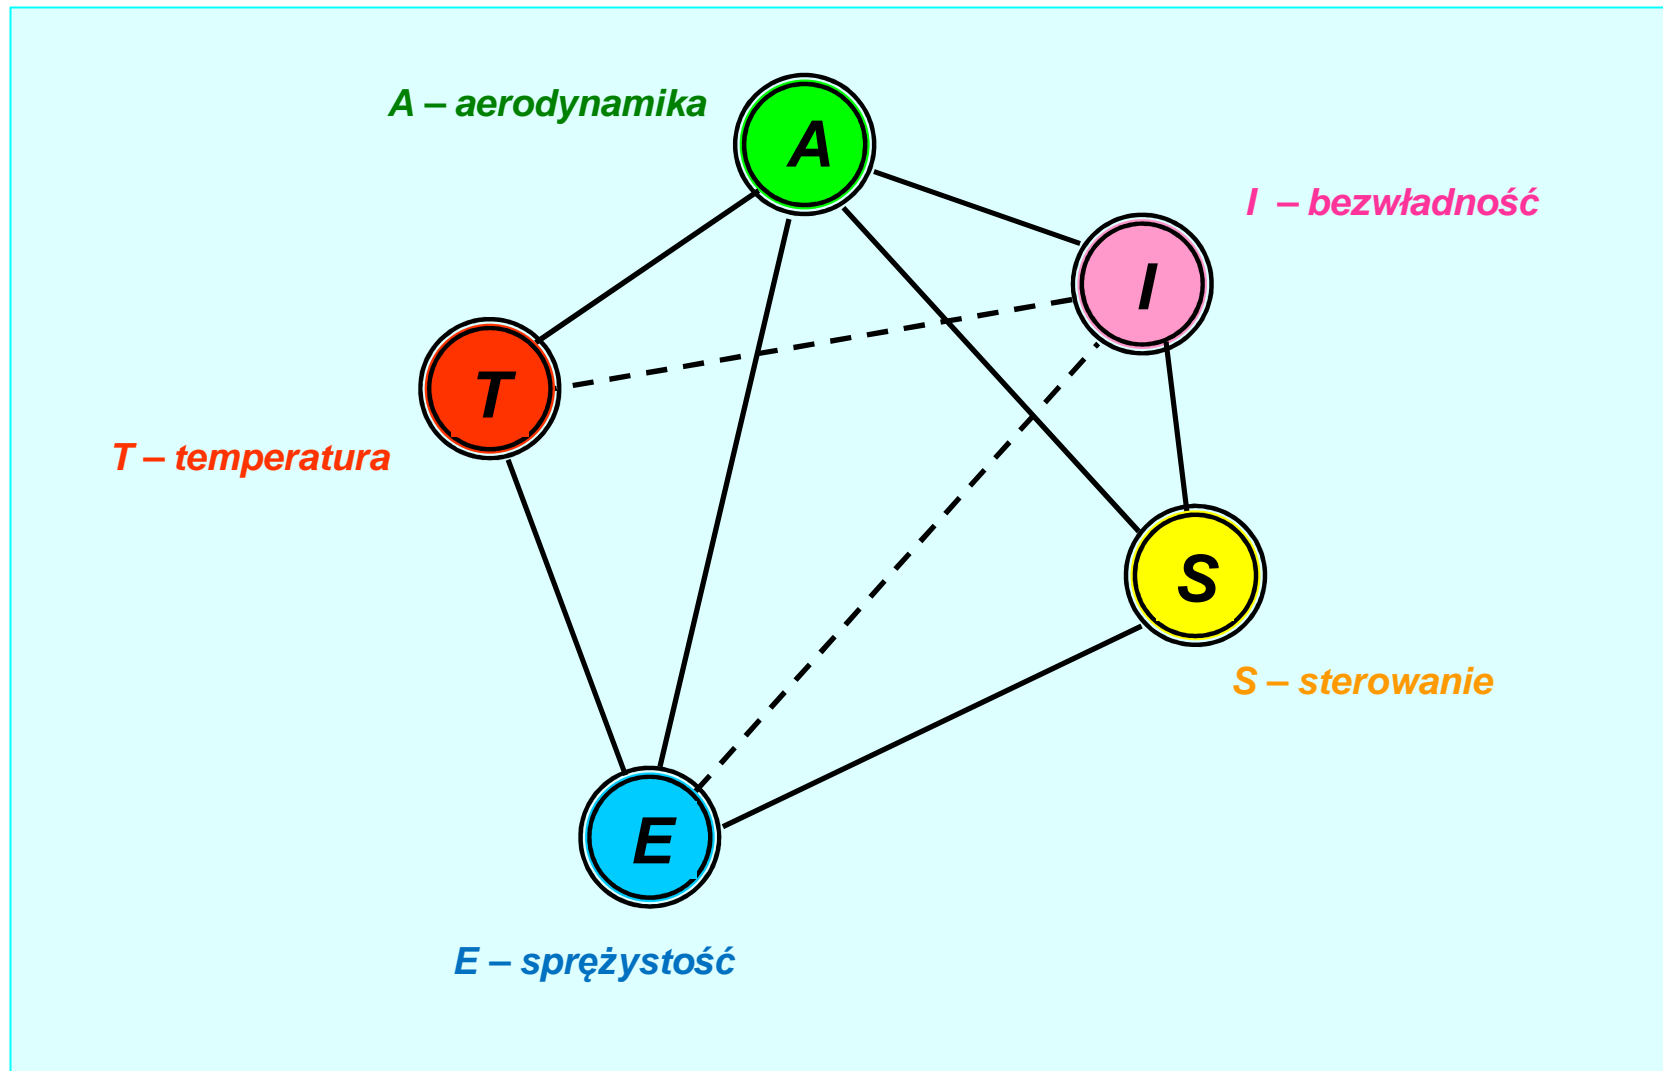 A – aerodynamika
A
I – bezwładność
I
T
T – temperatura
S
S – sterowanie
E
E – sprężystość